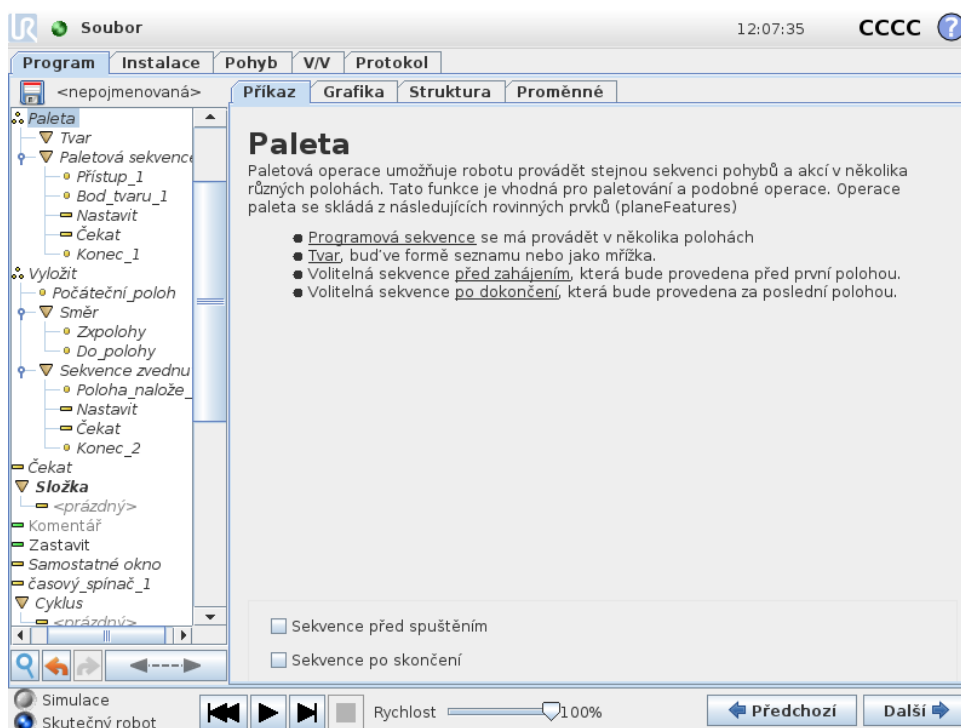 UR Soubor 12:07:35 CCCC ?
Program Instalace Pohyb V/V Protokol
<nepojmenovaná> Příkaz Grafika Struktura Proměnné
Paleta
Tvar
Paletová sekvence
Přístup_1
Bod_tvaru_1
Nastavit
Čekat
Konec_1
Vyložit
Počáteční_poloh
Směr
Zxpolohy
Do_polohy
Sekvence zvednu
Poloha_nalože_
Nastavit
Čekat
Konec_2
Čekat
Složka
<prázdný>
Komentář
Zastavit
Samostatné okno
časový_spínač_1
Cyklus
<prázdný>
Paleta
Paletová operace umožňuje robotu provádět stejnou sekvenci pohybů a akcí v několika
různých polohách. Tato funkce je vhodná pro paletování a podobné operace. Operace
paleta se skládá z následujících rovinných prvků (planeFeatures)
Programová sekvence se má provádět v několika polohách
Tvar, buďve formě seznamu nebo jako mřížka.
Volitelná sekvence před zahájením, která bude provedena před první polohou.
Volitelná sekvence po dokončení, která bude provedena za poslední polohou.
Sekvence před spuštěním
Sekvence po skončení
Simulace
Skutečný robot
Rychlost 100%
Předchozí Další